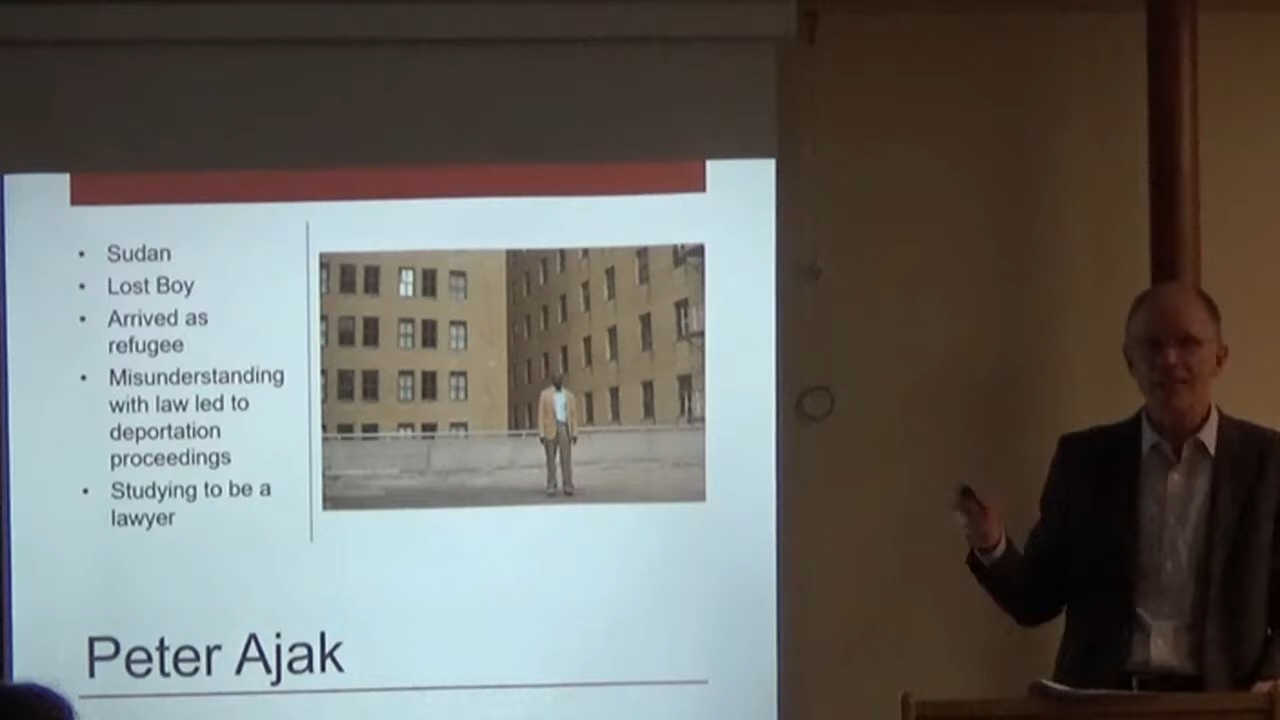 • Sudan
• Lost Boy
• Arrived as
refugee
• Misunderstanding
with law led to
deportation
proceedings
• Studying to be a
lawyer
Peter Ajak